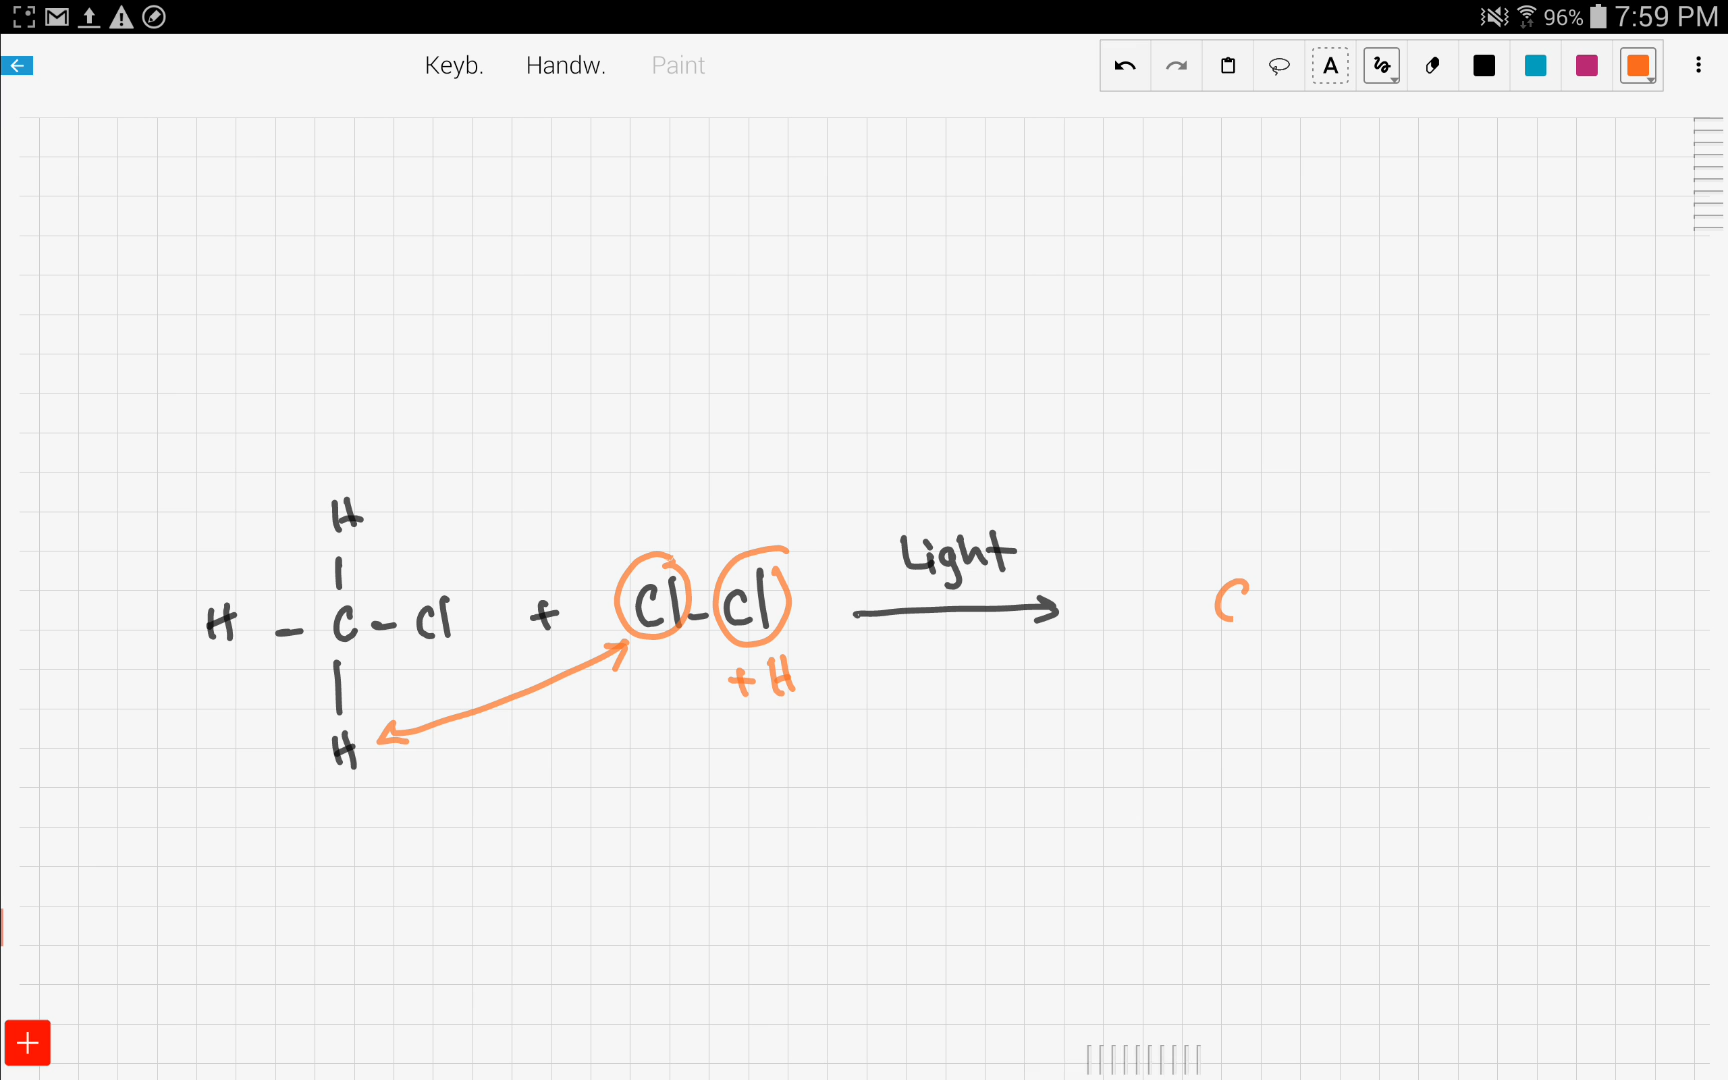 96% 7:59 PM
Keyb. Handw. Paint A
Light
H
H - C - Cl + Cl - Cl
+ H
H
C